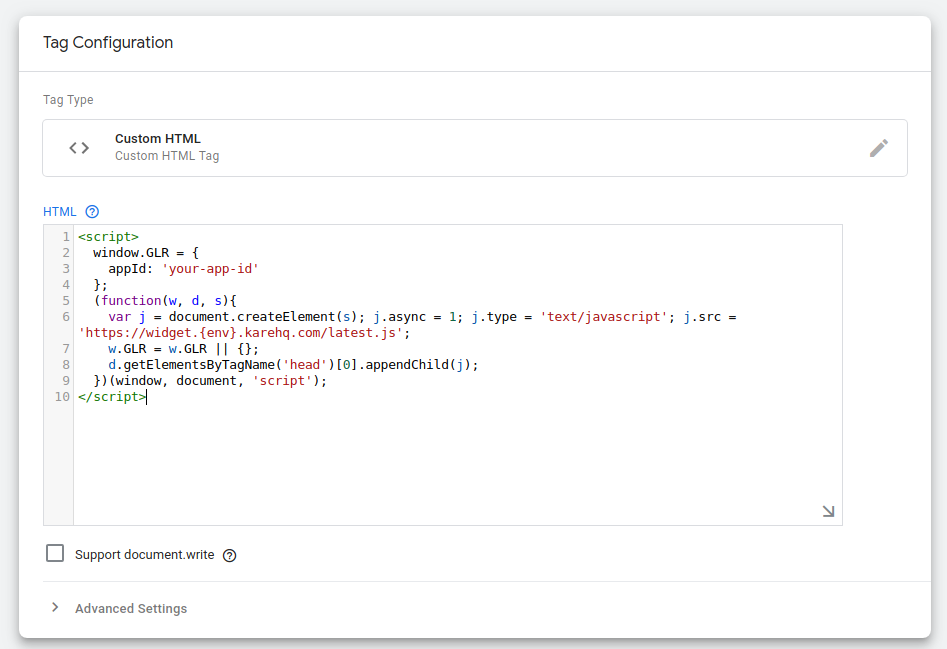 Tag Configuration
Tag Type
Custom HTML
Custom HTML Tag
HTML ?
1 <script>
2   window.GLR = {
3     appId: 'your-app-id'
4   };
5   (function(w, d, s){
6     var j = document.createElement(s); j.async = 1; j.type = 'text/javascript'; j.src =
'https://widget.{env}.karehq.com/latest.js';
7     w.GLR = w.GLR || {};
8     d.getElementsByTagName('head')[0].appendChild(j);
9   })(window, document, 'script');
10 </script>
Support document.write ?
Advanced Settings